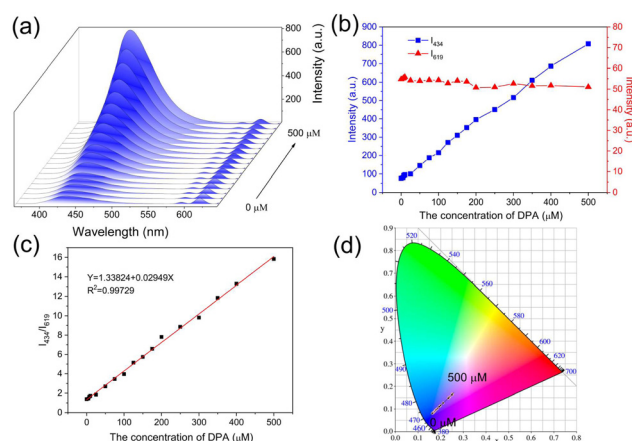 (a)
800
600
400
200
Intensity (a.u.)
500 μM
0 μM
400 450 500 550 600
Wavelength (nm)
(b)
I434
I619
900
800
700
600
500
400
300
200
100
0
Intensity (a.u.)
80
70
60
50
40
30
20
10
0
Intensity (a.u.)
0 100 200 300 400 500
The concentration of DPA (μM)
(c)
16
14
12
10
8
6
4
2
0
I434/I619
Y=1.33824+0.02949X
R²=0.99729
0 100 200 300 400 500
The concentration of DPA (μM)
(d)
0.9
0.8
0.7
0.6
0.5
0.4
0.3
0.2
0.1
0.0
y
520
540
560
500
580
600
620
700
490
480
470
460
380
500 μM
0 μM
0.0 0.1 0.2 0.3 0.4 0.5 0.6 0.7 0.8
x